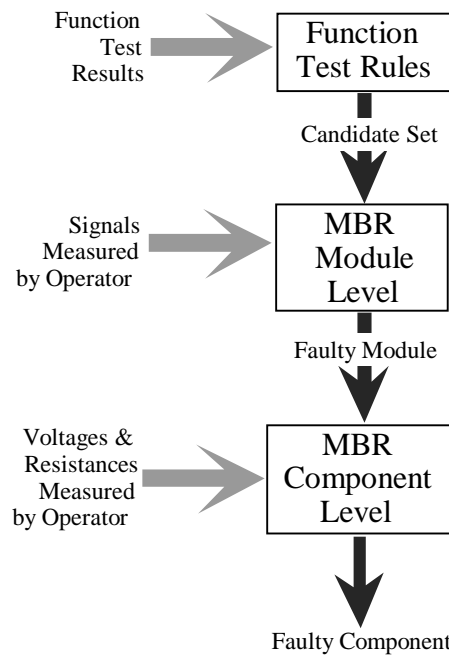 Function
Test
Results
Function
Test Rules
Candidate Set
Signals
Measured
by Operator
MBR
Module
Level
Faulty Module
Voltages &
Resistances
Measured
by Operator
MBR
Component
Level
Faulty Component